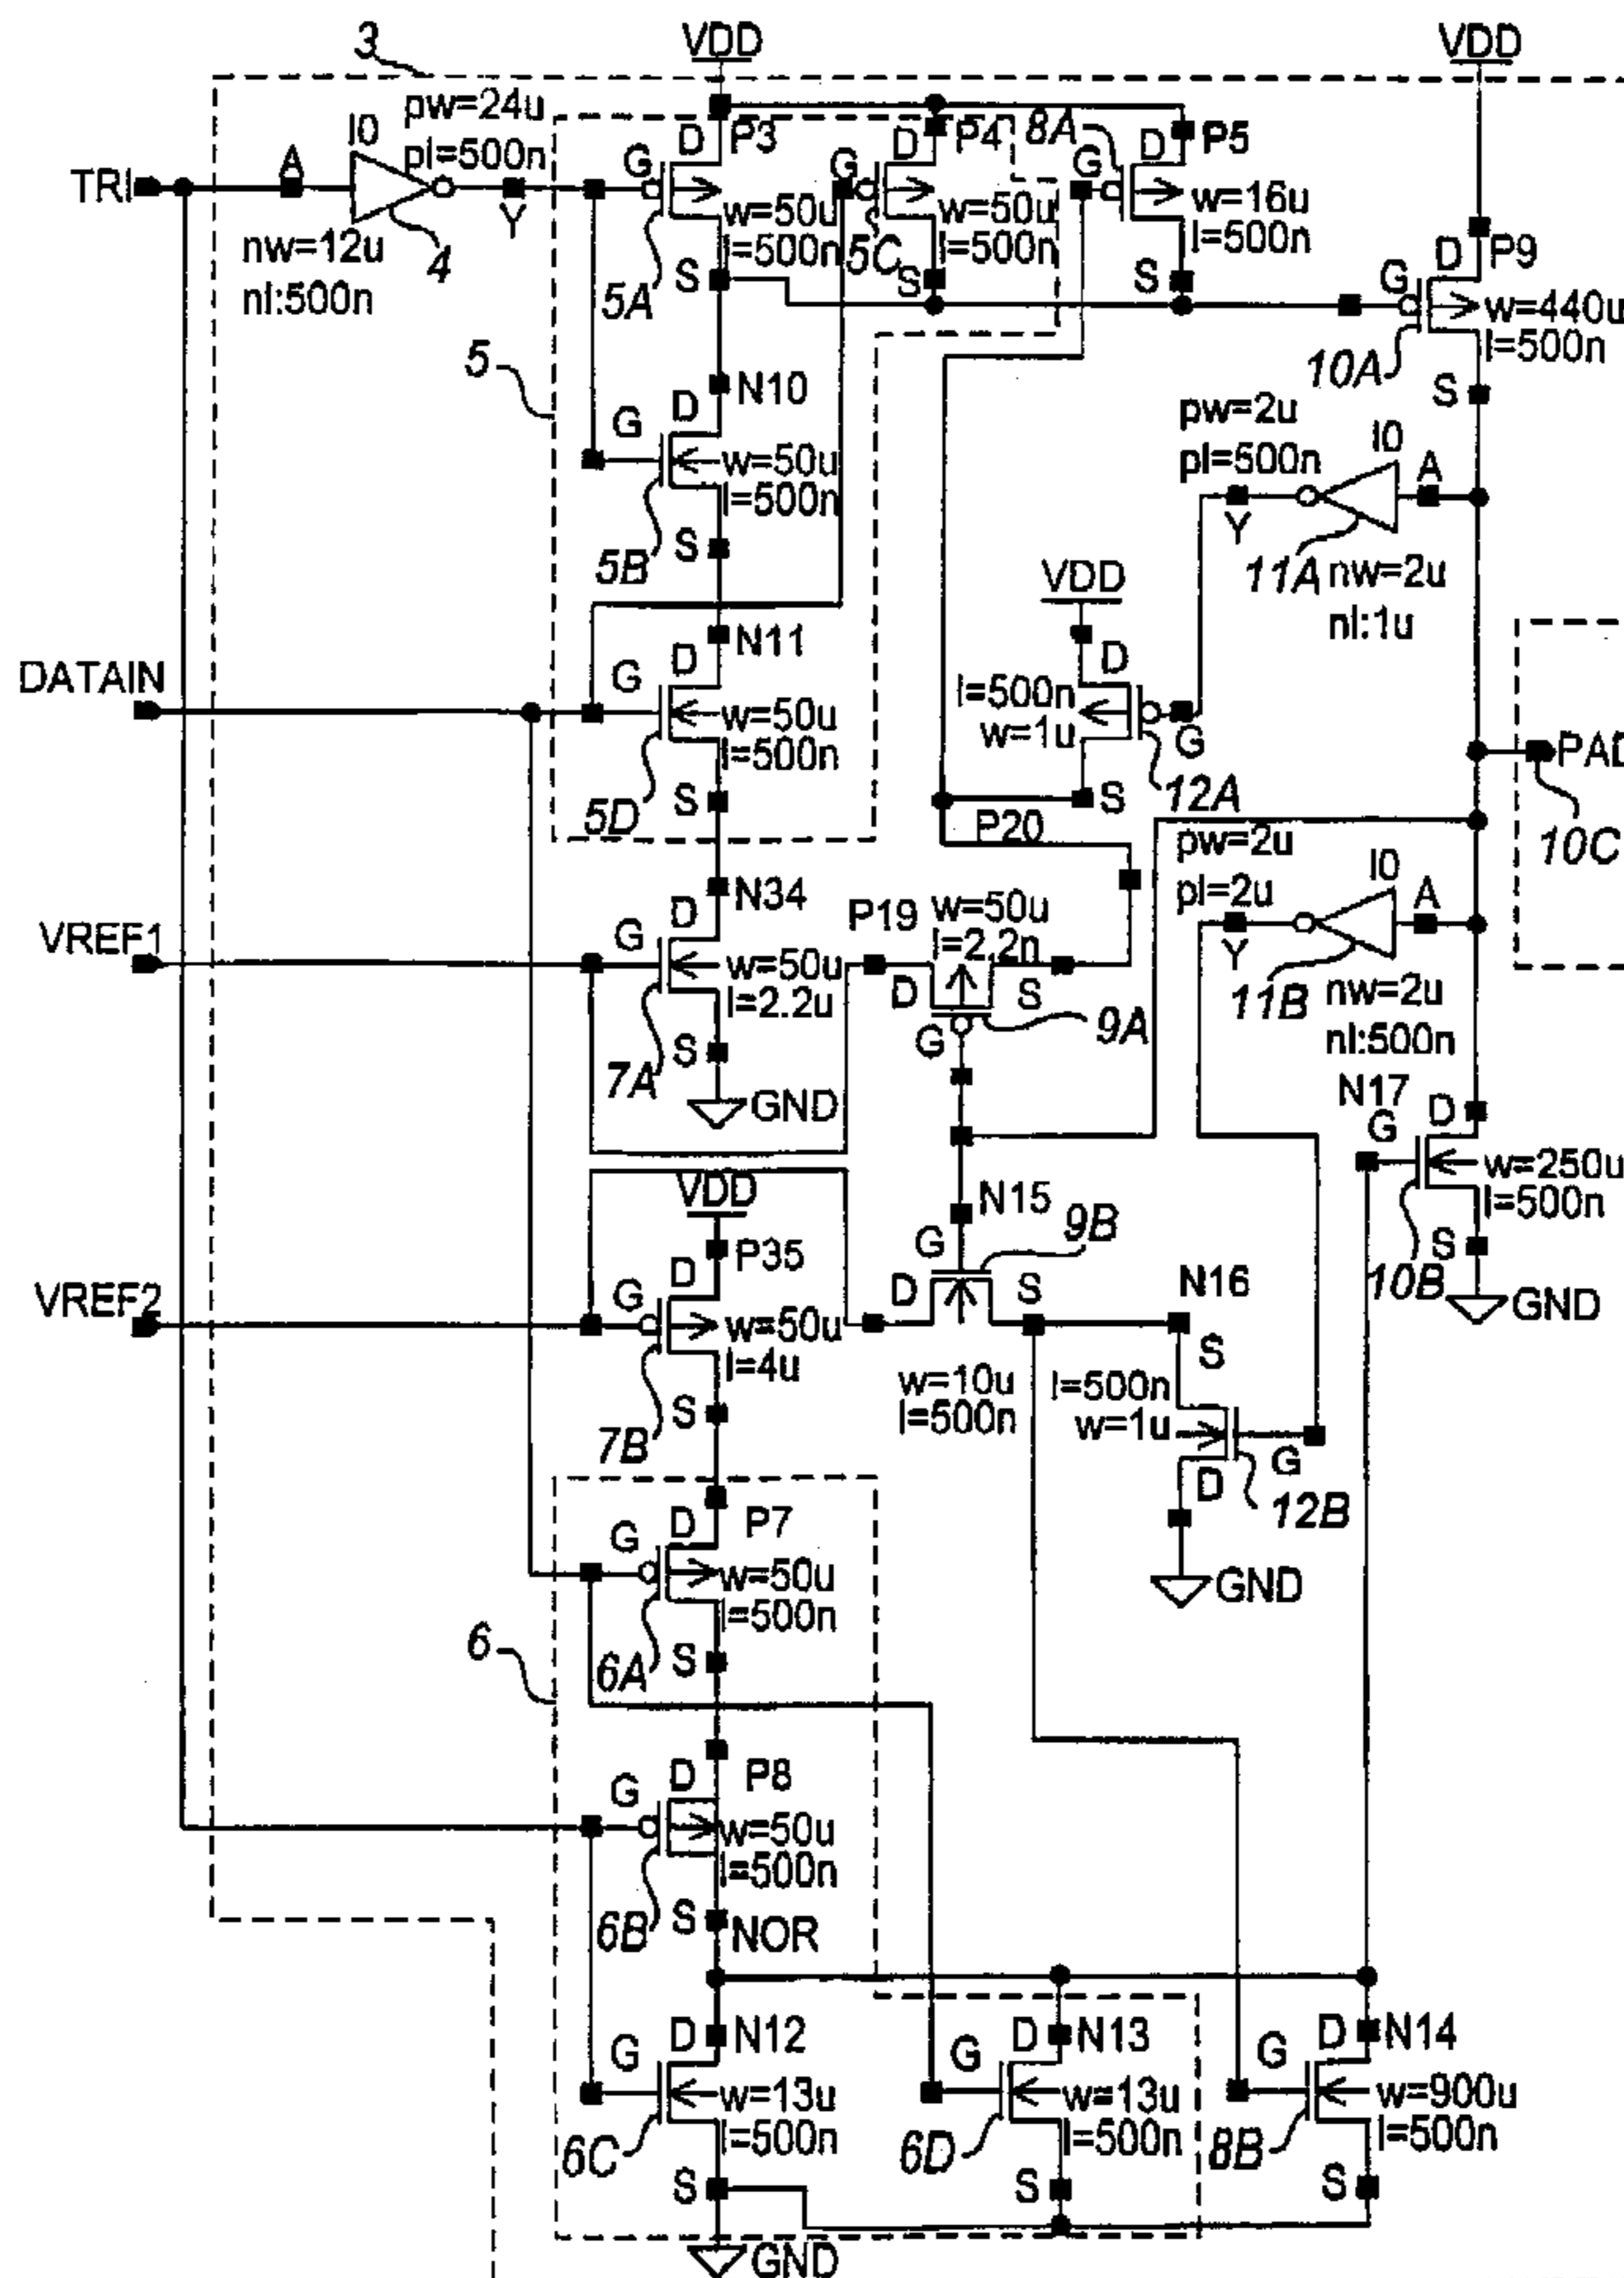 3
VDD
VDD
pw=24u
I0
pl=500n
A
TRI
Y
nw=12u
nl:500n
4
G
D
P3
w=50u
l=500n
S
5A
G
D
P4
w=50u
l=500n
5C
S
8A
G
D
P5
w=16u
l=500n
S
G
D
P9
w=440u
l=500n
10A
S
5
N10
D
G
w=50u
l=500n
5B
S
pw=2u
pl=500n
I0
A
Y
11A
nw=2u
nl:1u
VDD
D
l=500n
w=1u
G
S
12A
P20
DATAIN
N11
G
D
w=50u
l=500n
5D
S
PAD
10C
VREF1
N34
G
D
w=50u
l=2.2u
7A
S
GND
P19
w=50u
l=2.2n
D
S
G
9A
pw=2u
pl=2u
I0
A
Y
11B
nw=2u
nl:500n
N17
G
D
w=250u
l=500n
S
10B
GND
VDD
VREF2
P35
D
G
w=50u
l=4u
7B
S
N15
G
9B
D
S
w=10u
l=500n
N16
S
l=500n
w=1u
G
D
12B
GND
6
P7
G
D
w=50u
l=500n
6A
S
P8
D
G
w=50u
l=500n
6B
S
NOR
N12
D
G
w=13u
l=500n
6C
S
GND
N13
D
G
w=13u
l=500n
6D
S
N14
D
G
w=900u
l=500n
8B
S